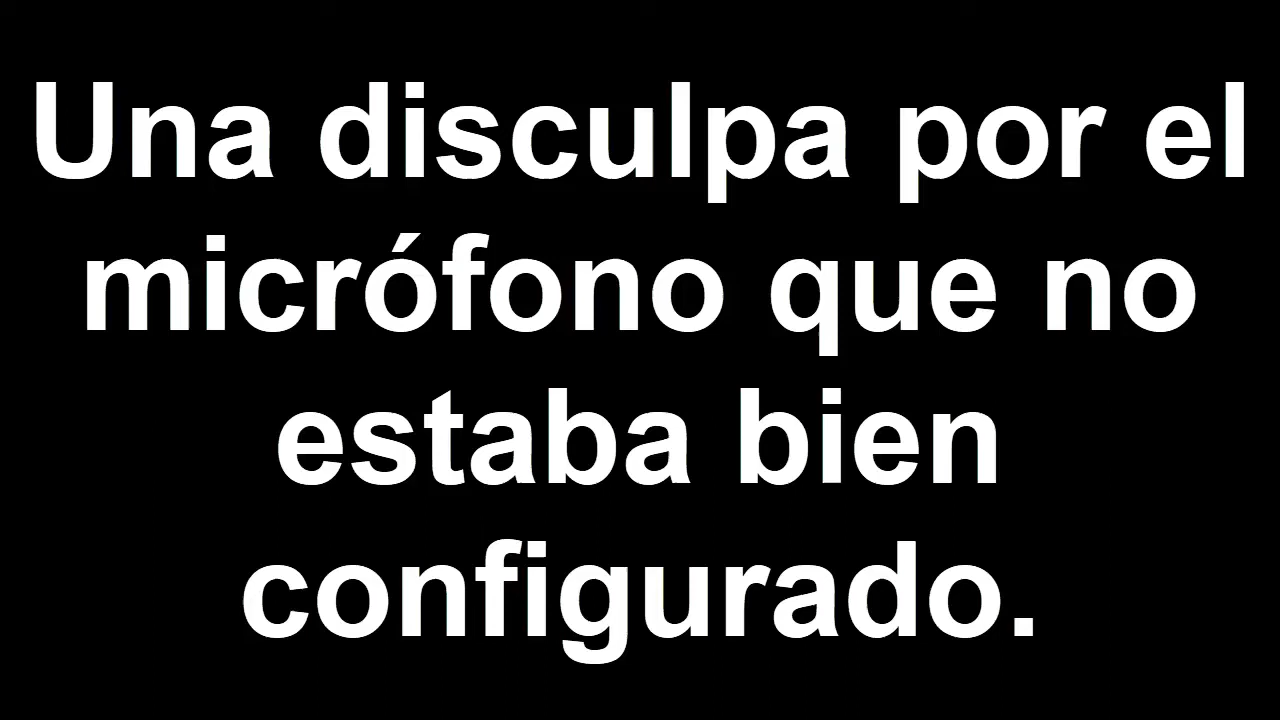 Una disculpa por el
micrófono que no
estaba bien
configurado.